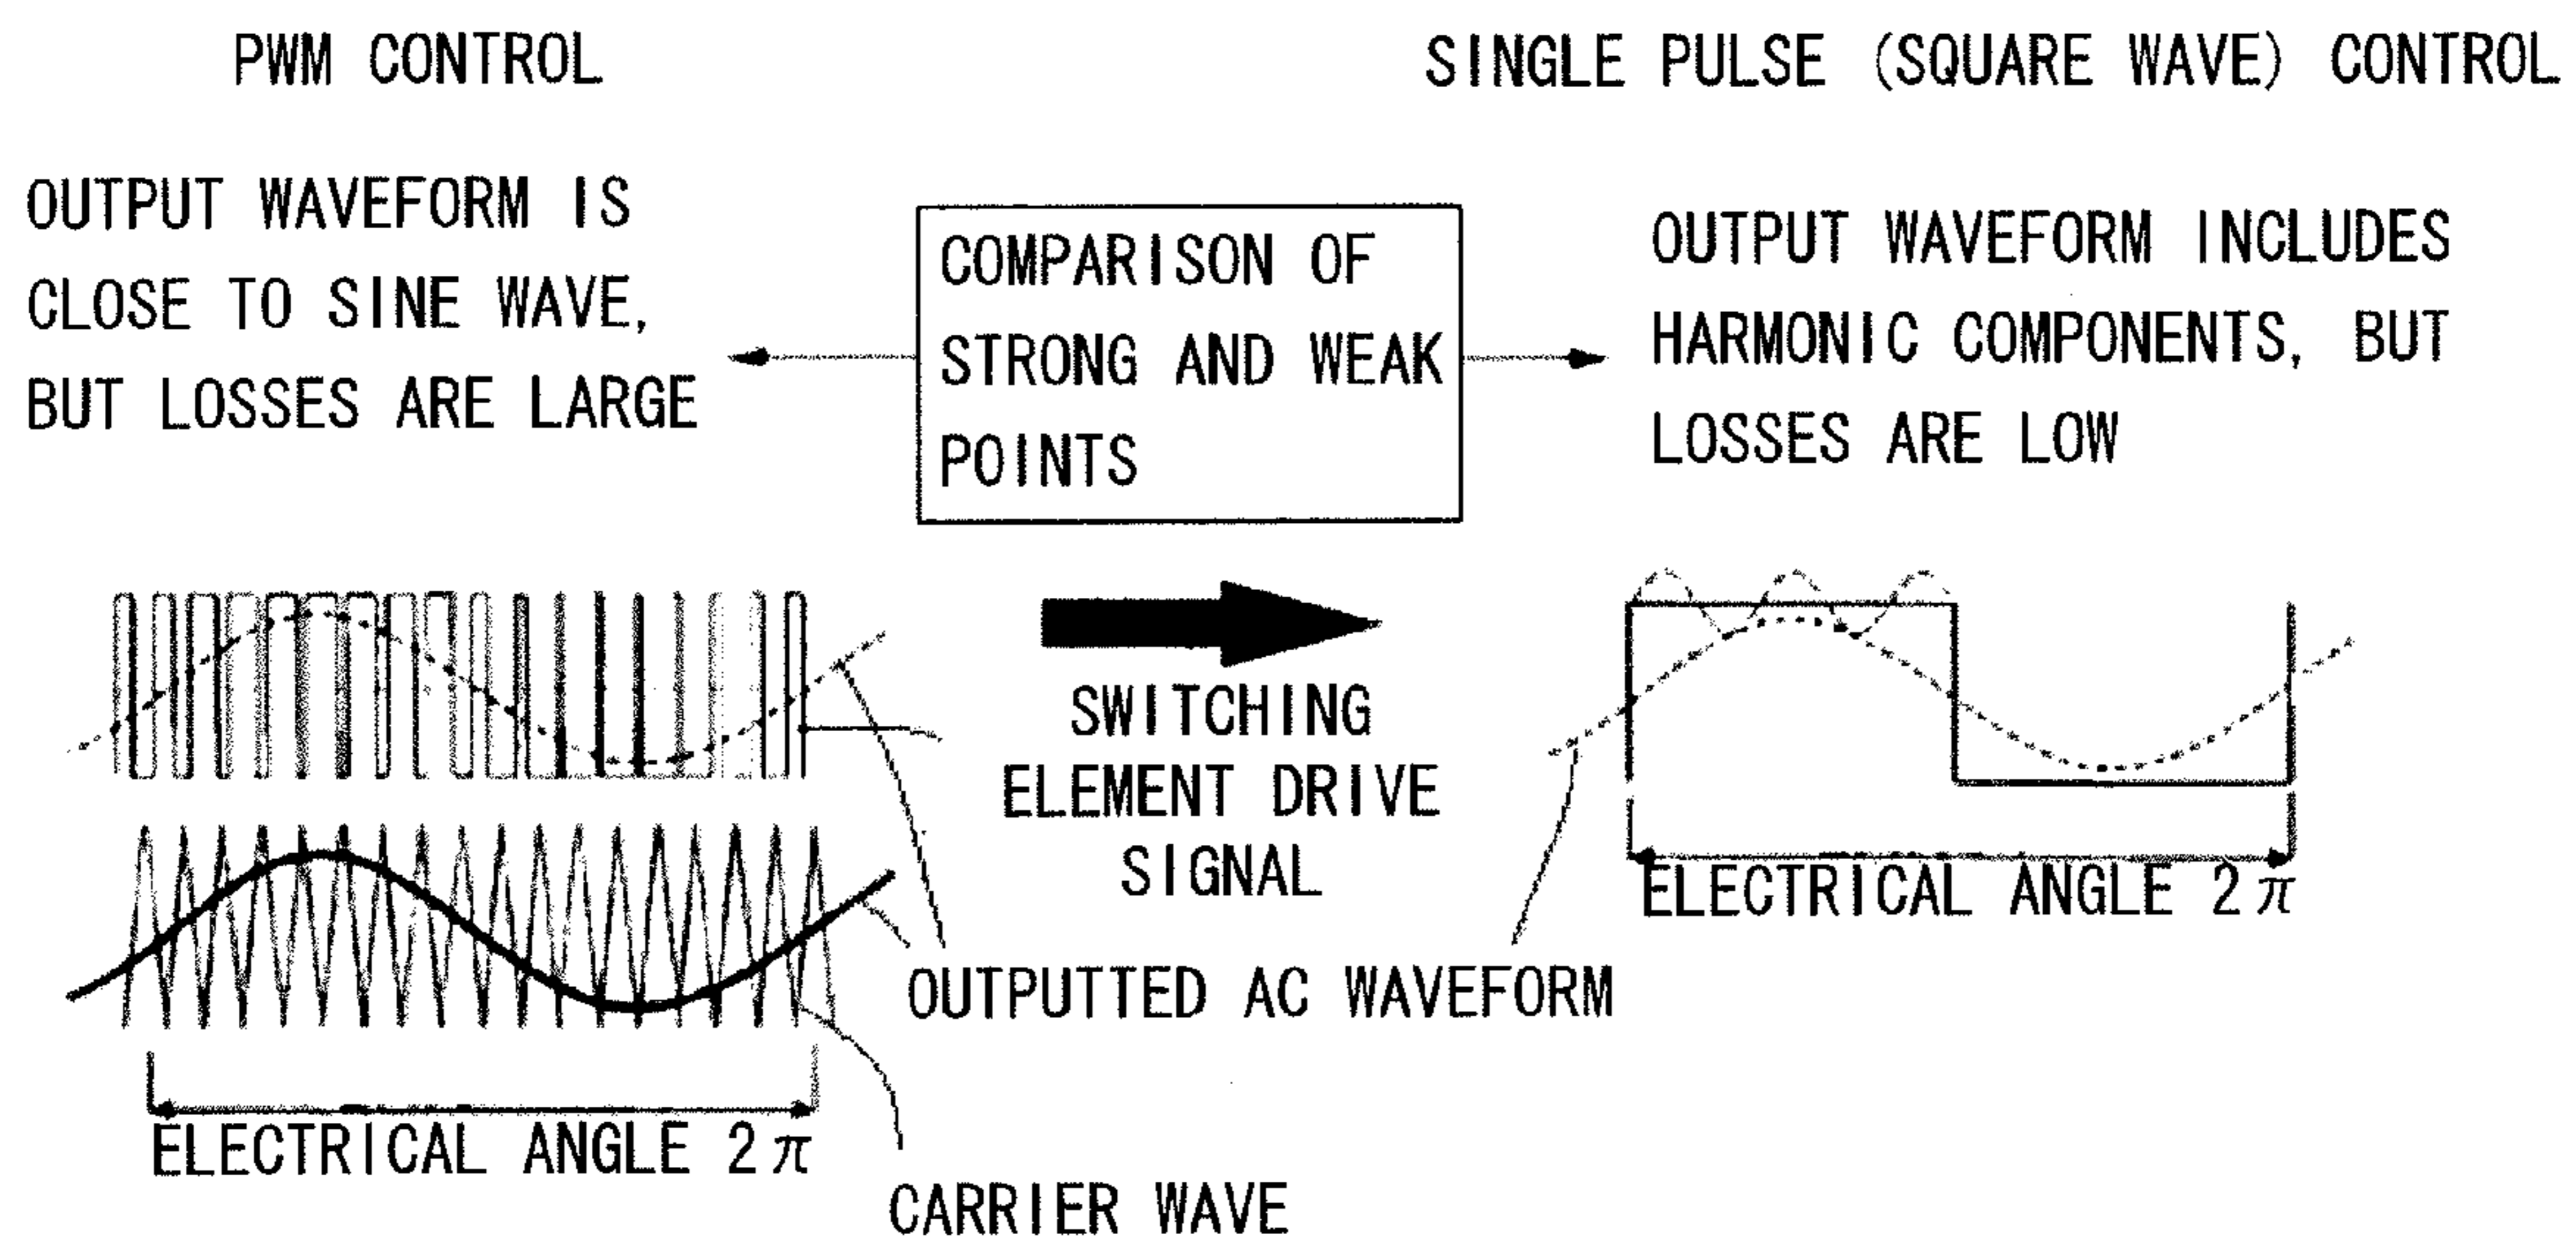 PWM CONTROL
SINGLE PULSE (SQUARE WAVE) CONTROL
OUTPUT WAVEFORM IS
CLOSE TO SINE WAVE,
BUT LOSSES ARE LARGE
COMPARISON OF
STRONG AND WEAK
POINTS
OUTPUT WAVEFORM INCLUDES
HARMONIC COMPONENTS, BUT
LOSSES ARE LOW
SWITCHING
ELEMENT DRIVE
SIGNAL
ELECTRICAL ANGLE 2π
OUTPUTTED AC WAVEFORM
ELECTRICAL ANGLE 2π
CARRIER WAVE